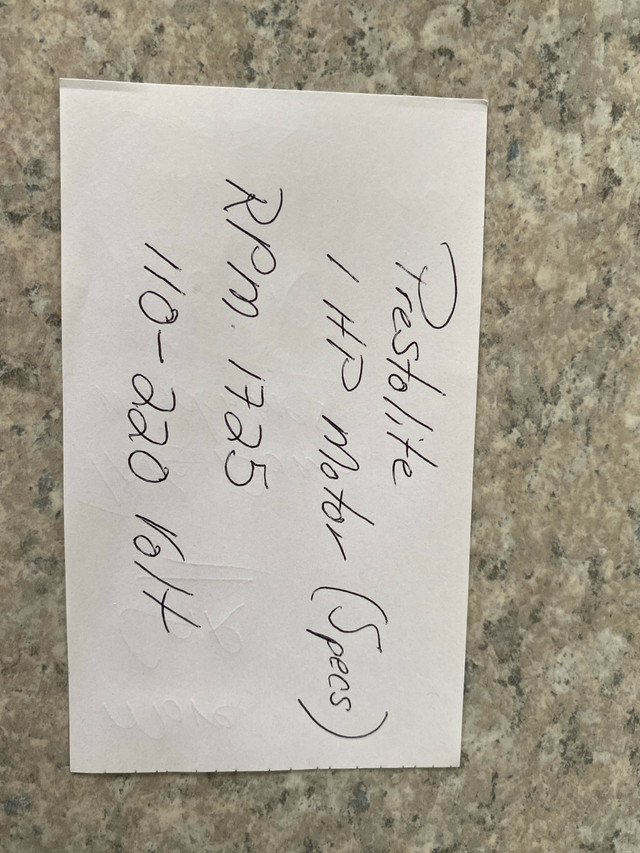 Prestolite
1 HP Motor (Specs)
RPM. 1725
110-220 Volt